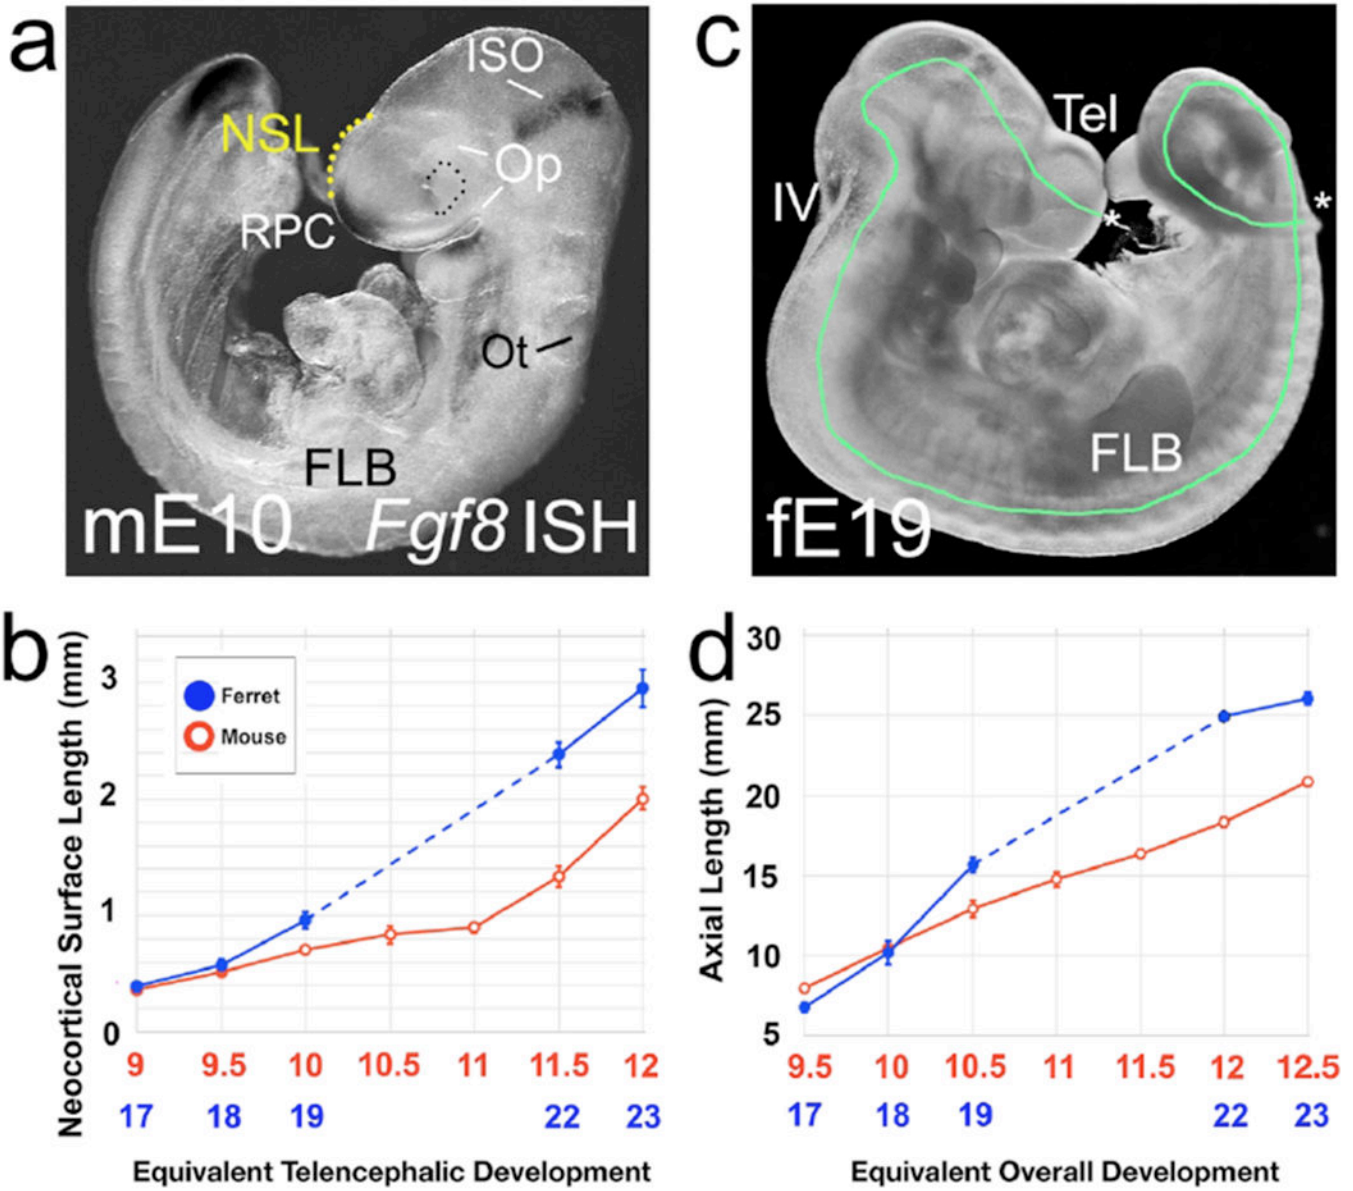 a
ISO
NSL
Op
RPC
Ot
FLB
mE10 Fgf8 ISH
c
Tel
IV
*
*
FLB
fE19
b
Neocortical Surface Length (mm)
Ferret
Mouse
3
2
1
0
9 9.5 10 10.5 11 11.5 12
17 18 19 22 23
Equivalent Telencephalic Development
d
Axial Length (mm)
30
25
20
15
10
5
9.5 10 10.5 11 11.5 12 12.5
17 18 19 22 23
Equivalent Overall Development